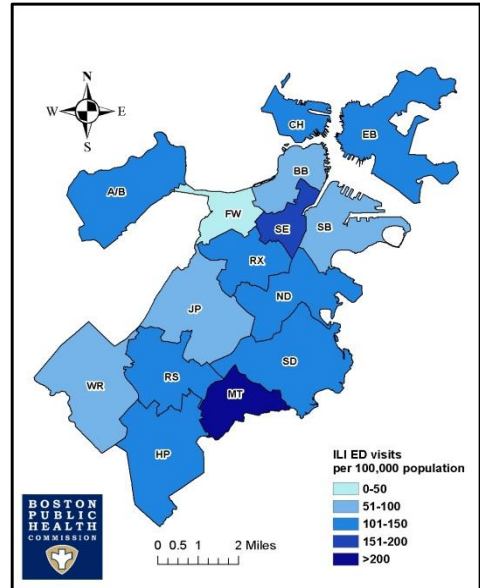 N
W E
S
CH
EB
A/B
BB
FW
SE
SB
RX
ND
JP
SD
WR
RS
MT
HP
ILI ED visits
per 100,000 population
0-50
51-100
101-150
151-200
>200
BOSTON
PUBLIC
HEALTH
COMMISSION
0 0.5 1 2 Miles